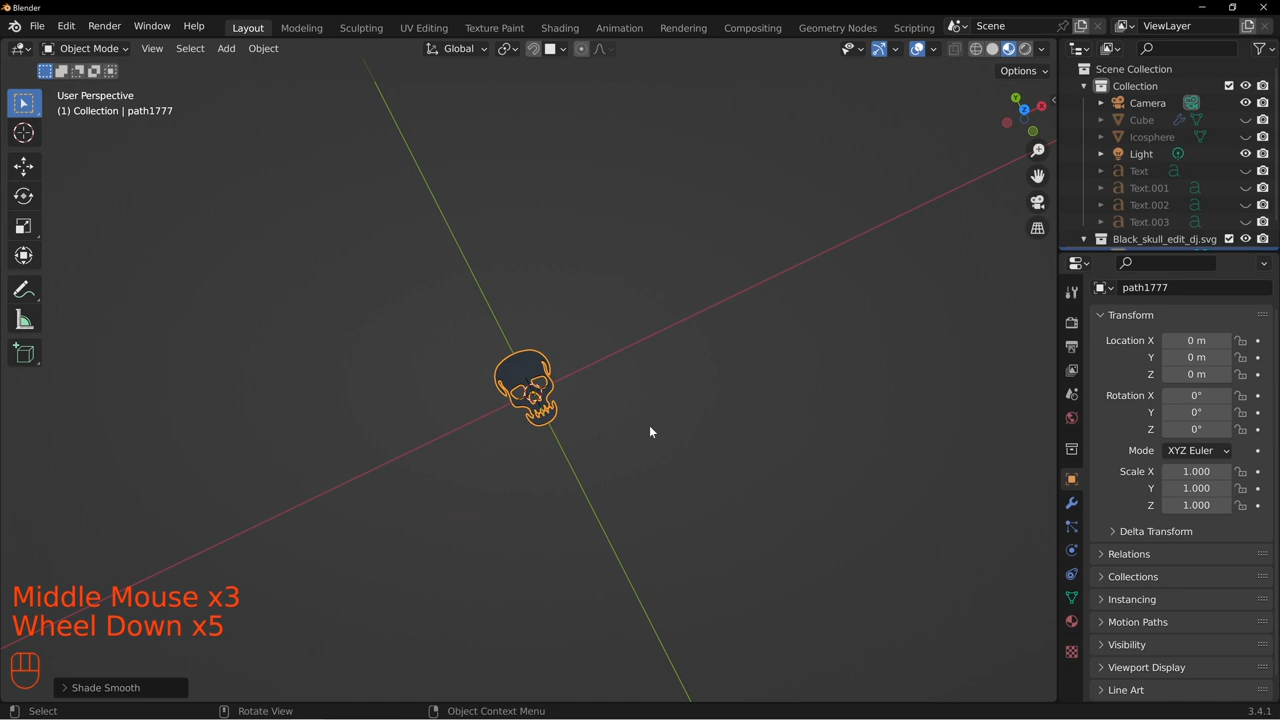 Blender
File Edit Render Window Help Layout Modeling Sculpting UV Editing Texture Paint Shading Animation Rendering Compositing Geometry Nodes Scripting Scene ViewLayer
Object Mode View Select Add Object Global
Options
User Perspective
(1) Collection | path1777
Scene Collection
Collection
Camera
Cube
Icosphere
Light
Text
Text.001
Text.002
Text.003
Black_skull_edit_dj.svg
path1777
Transform
Location X 0 m
Y 0 m
Z 0 m
Rotation X 0°
Y 0°
Z 0°
Mode XYZ Euler
Scale X 1.000
Y 1.000
Z 1.000
Delta Transform
Relations
Collections
Instancing
Motion Paths
Visibility
Viewport Display
Line Art
Middle Mouse x3
Wheel Down x5
Shade Smooth
Select Rotate View Object Context Menu 3.4.1